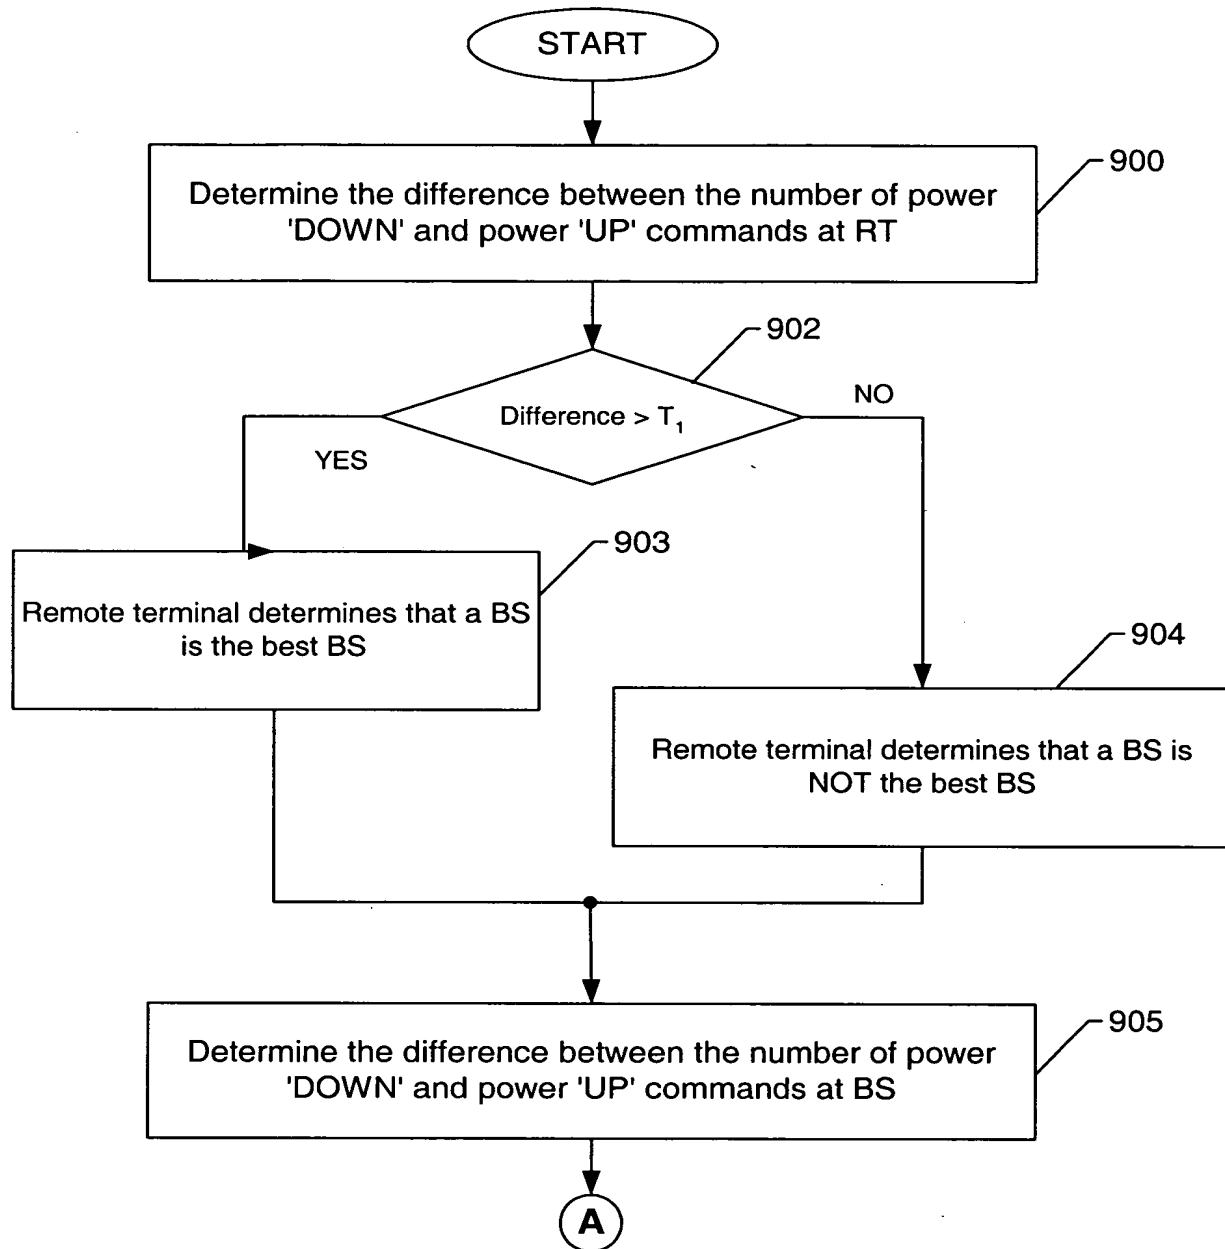 START
900
Determine the difference between the number of power
'DOWN' and power 'UP' commands at RT
902
Difference > T₁
NO
YES
903
Remote terminal determines that a BS
is the best BS
904
Remote terminal determines that a BS is
NOT the best BS
905
Determine the difference between the number of power
'DOWN' and power 'UP' commands at BS
A